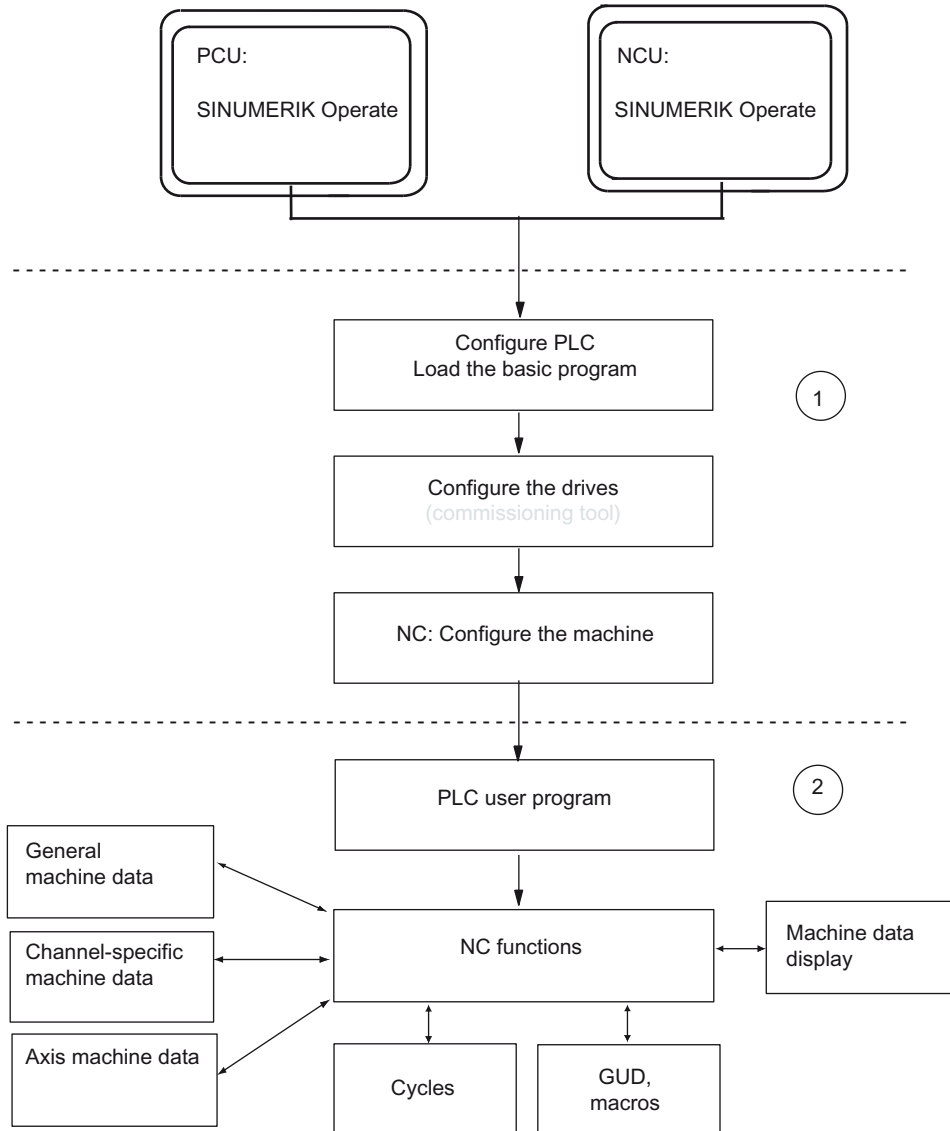 PCU:
SINUMERIK Operate
NCU:
SINUMERIK Operate
Configure PLC
Load the basic program
1
Configure the drives
(commissioning tool)
NC: Configure the machine
PLC user program
2
General
machine data
Channel-specific
machine data
Axis machine data
NC functions
Machine data
display
Cycles
GUD,
macros